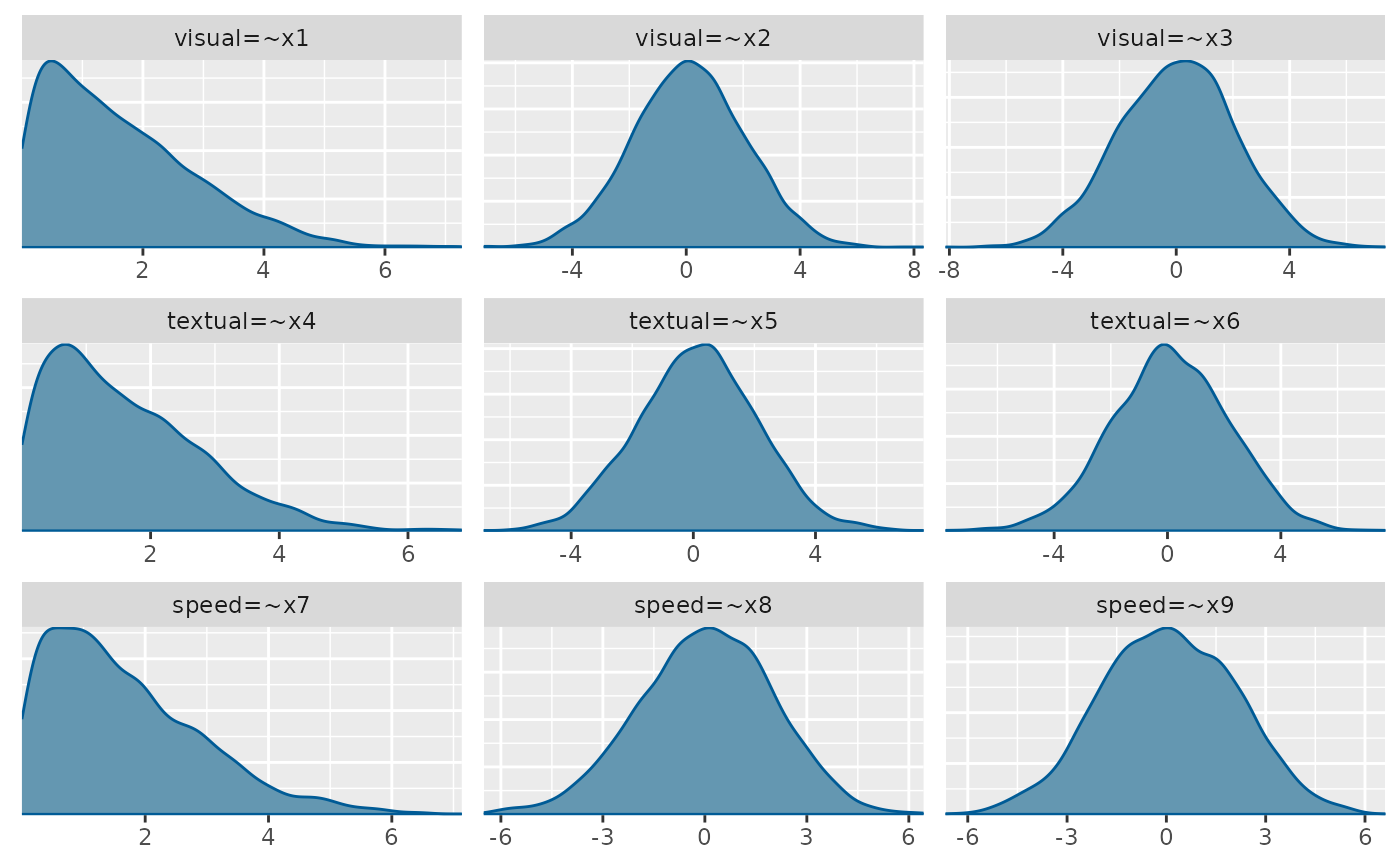 visual=~x1 visual=~x2 visual=~x3
2 4 6 -4 0 4 8 -8 -4 0 4
textual=~x4 textual=~x5 textual=~x6
2 4 6 -4 0 4 -4 0 4
speed=~x7 speed=~x8 speed=~x9
2 4 6 -6 -3 0 3 6 -6 -3 0 3 6